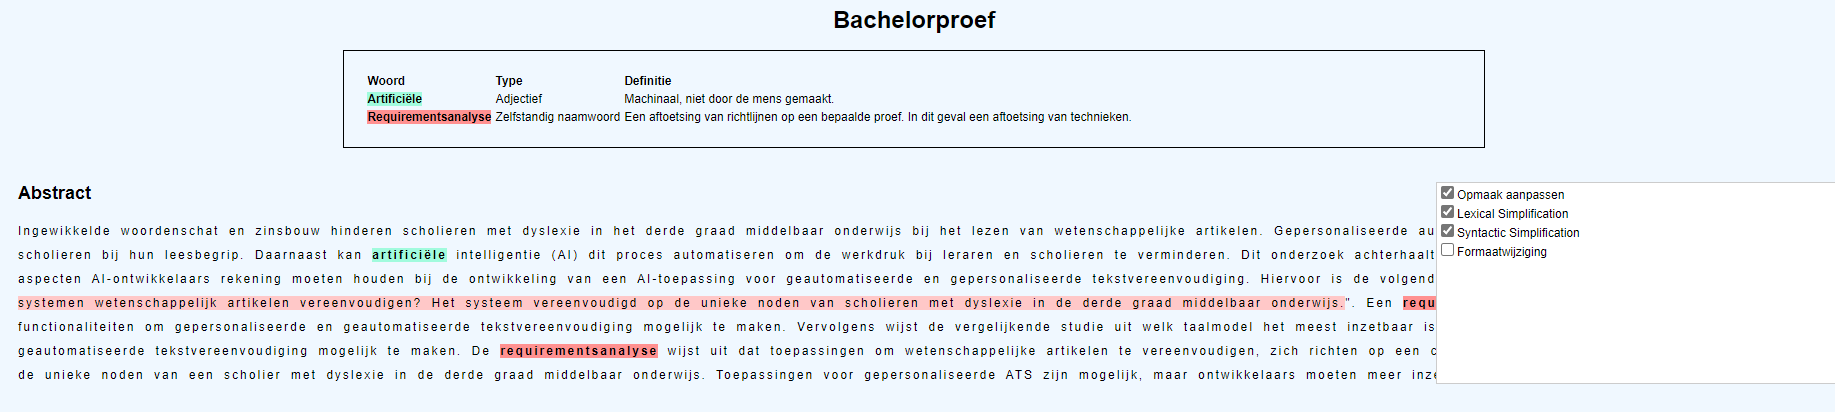 Bachelorproef
Woord Type Definitie
Artificiële Adjectief Machinaal, niet door de mens gemaakt.
Requirementsanalyse Zelfstandig naamwoord Een aftoetsing van richtlijnen op een bepaalde proef. In dit geval een aftoetsing van technieken.
Abstract
Ingewikkelde woordenschat en zinsbouw hinderen scholieren met dyslexie in het derde graad middelbaar onderwijs bij het lezen van wetenschappelijke artikelen. Gepersonaliseerde au
scholieren bij hun leesbegrip. Daarnaast kan artificiële intelligentie (AI) dit proces automatiseren om de werkdruk bij leraren en scholieren te verminderen. Dit onderzoek achterhaalt
aspecten AI-ontwikkelaars rekening moeten houden bij de ontwikkeling van een AI-toepassing voor geautomatiseerde en gepersonaliseerde tekstvereenvoudiging. Hiervoor is de volgend
systemen wetenschappelijk artikelen vereenvoudigen? Het systeem vereenvoudigd op de unieke noden van scholieren met dyslexie in de derde graad middelbaar onderwijs.". Een requ
functionaliteiten om gepersonaliseerde en geautomatiseerde tekstvereenvoudiging mogelijk te maken. Vervolgens wijst de vergelijkende studie uit welk taalmodel het meest inzetbaar is
geautomatiseerde tekstvereenvoudiging mogelijk te maken. De requirementsanalyse wijst uit dat toepassingen om wetenschappelijke artikelen te vereenvoudigen, zich richten op een c
de unieke noden van een scholier met dyslexie in de derde graad middelbaar onderwijs. Toepassingen voor gepersonaliseerde ATS zijn mogelijk, maar ontwikkelaars moeten meer inze
Opmaak aanpassen
Lexical Simplification
Syntactic Simplification
Formaatwijziging